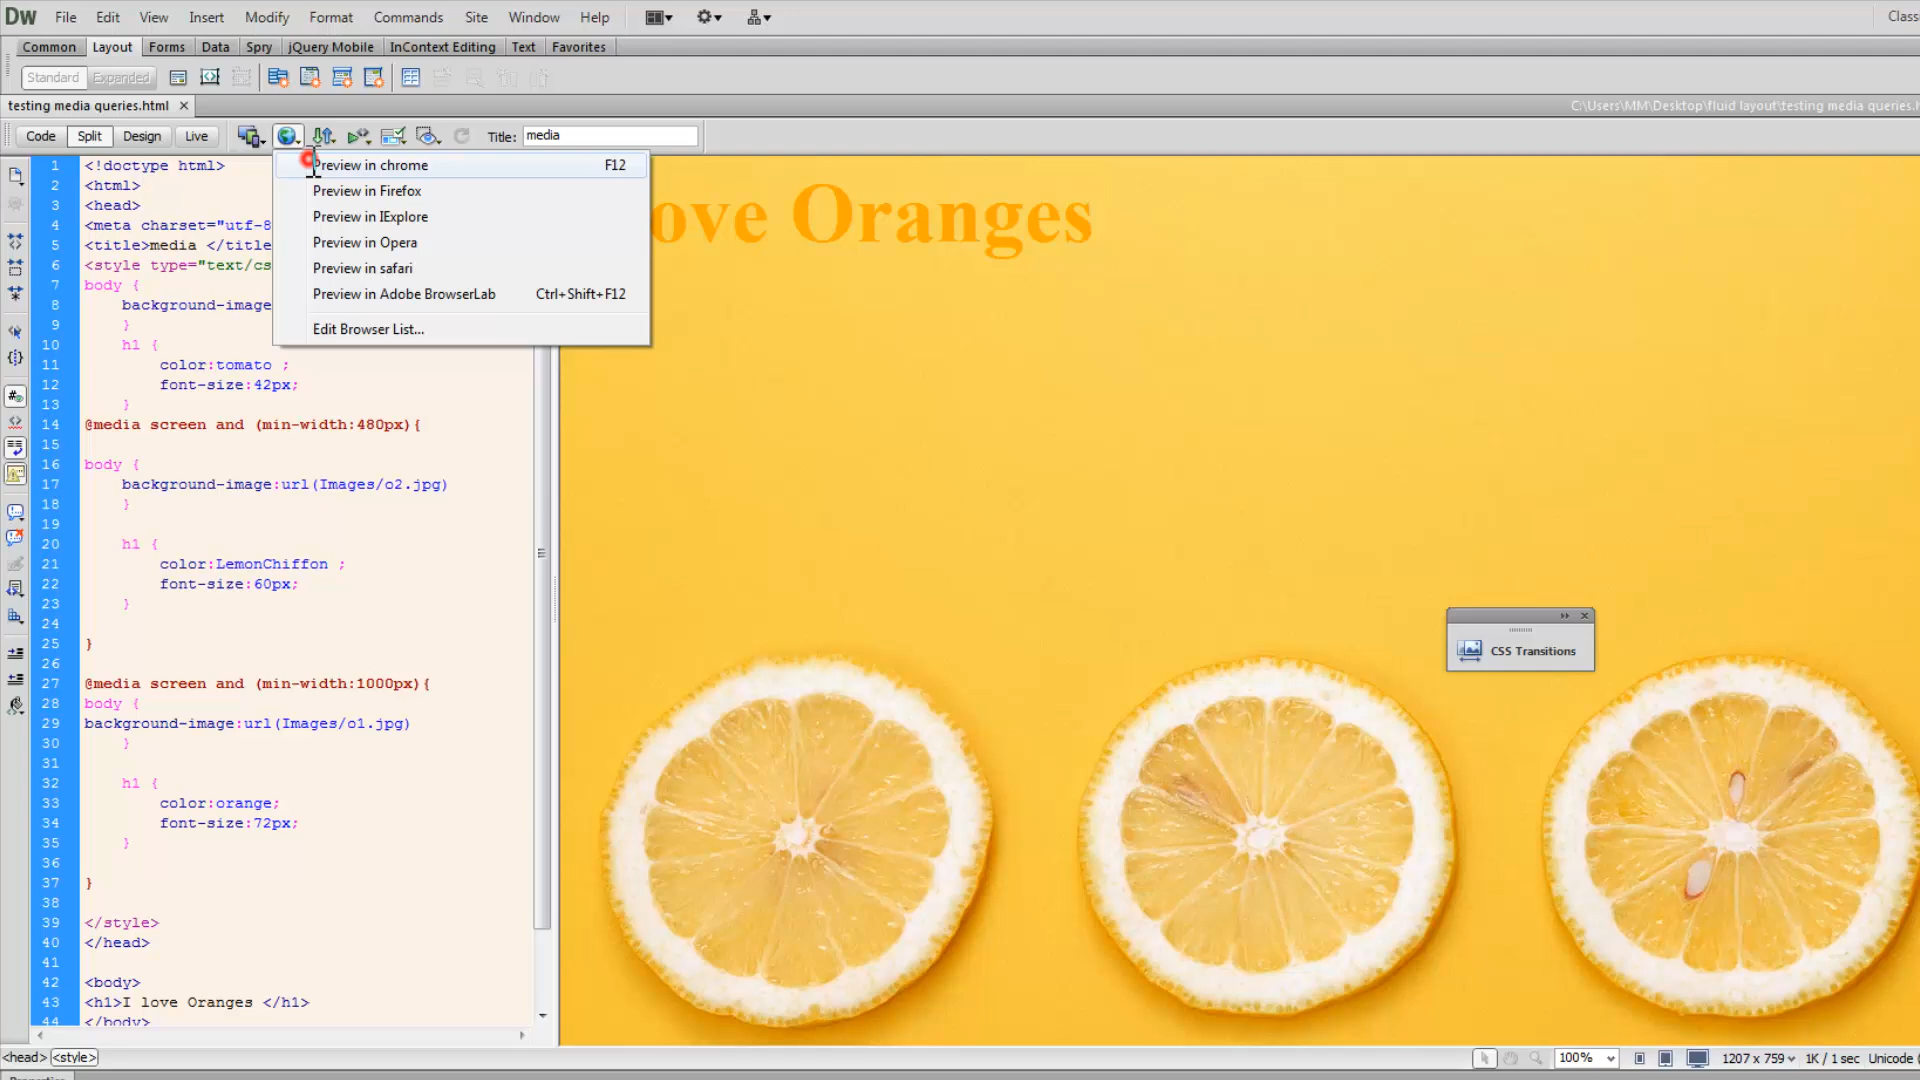 Dw File Edit View Insert Modify Format Commands Site Window Help
Class
Common Layout Forms Data Spry jQuery Mobile InContext Editing Text Favorites
Standard Expanded
testing media queries.html
C:\Users\MM\Desktop\fluid layout\testing media queries.h
Code Split Design Live Title: media
Preview in chrome F12
Preview in Firefox
Preview in IExplore
Preview in Opera
Preview in safari
Preview in Adobe BrowserLab Ctrl+Shift+F12
Edit Browser List...
ove Oranges
1 <!doctype html>
2 <html>
3 <head>
4 <meta charset="utf-8
5 <title>media </title
6 <style type="text/cs
7 body {
8 background-image
9 }
10 h1 {
11 color:tomato ;
12 font-size:42px;
13 }
14 @media screen and (min-width:480px){
15
16 body {
17 background-image:url(Images/o2.jpg)
18 }
19
20 h1 {
21 color:LemonChiffon ;
22 font-size:60px;
23 }
24
25 }
26
27 @media screen and (min-width:1000px){
28 body {
29 background-image:url(Images/o1.jpg)
30 }
31
32 h1 {
33 color:orange;
34 font-size:72px;
35 }
36
37 }
38
39 </style>
40 </head>
41
42 <body>
43 <h1>I love Oranges </h1>
44 </body>
CSS Transitions
<head> <style>
100% 1207 x 759 1K / 1 sec Unicode (
Properties